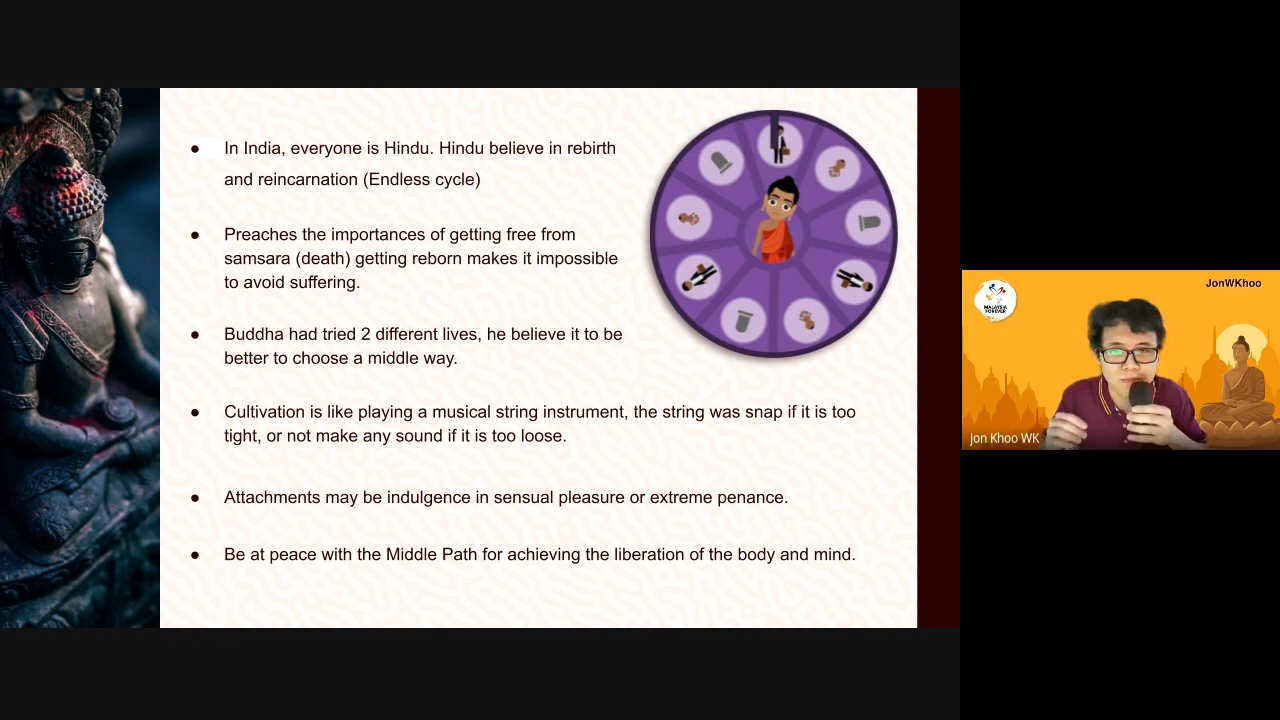 In India, everyone is Hindu. Hindu believe in rebirth
and reincarnation (Endless cycle)
Preaches the importances of getting free from
samsara (death) getting reborn makes it impossible
to avoid suffering.
Buddha had tried 2 different lives, he believe it to be
better to choose a middle way.
Cultivation is like playing a musical string instrument, the string was snap if it is too
tight, or not make any sound if it is too loose.
Attachments may be indulgence in sensual pleasure or extreme penance.
Be at peace with the Middle Path for achieving the liberation of the body and mind.
JonWKhoo
MALAYSIA
FOREVER
Jon Khoo WK